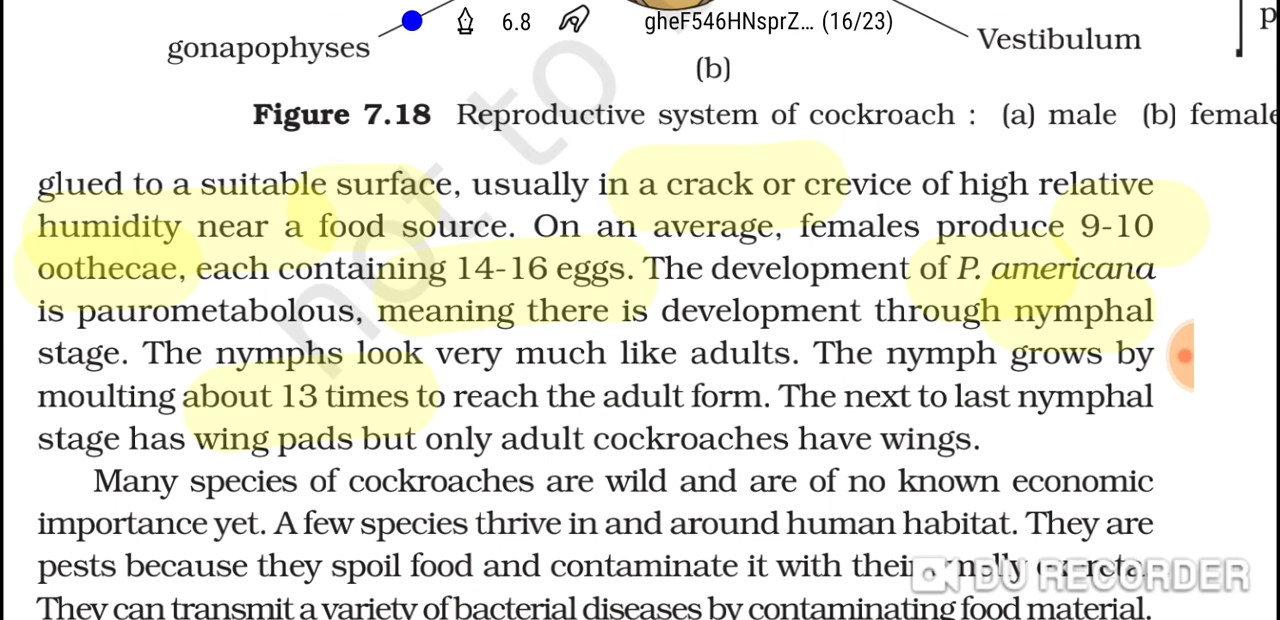 6.8 gheF546HNsprZ... (16/23)
gonapophyses
Vestibulum
p
(b)
Figure 7.18 Reproductive system of cockroach : (a) male (b) female
not to
glued to a suitable surface, usually in a crack or crevice of high relative
humidity near a food source. On an average, females produce 9-10
oothecae, each containing 14-16 eggs. The development of P. americana
is paurometabolous, meaning there is development through nymphal
stage. The nymphs look very much like adults. The nymph grows by
moulting about 13 times to reach the adult form. The next to last nymphal
stage has wing pads but only adult cockroaches have wings.
Many species of cockroaches are wild and are of no known economic
importance yet. A few species thrive in and around human habitat. They are
pests because they spoil food and contaminate it with their smelly excreta.
DU RECORDER
They can transmit a variety of bacterial diseases by contaminating food material.